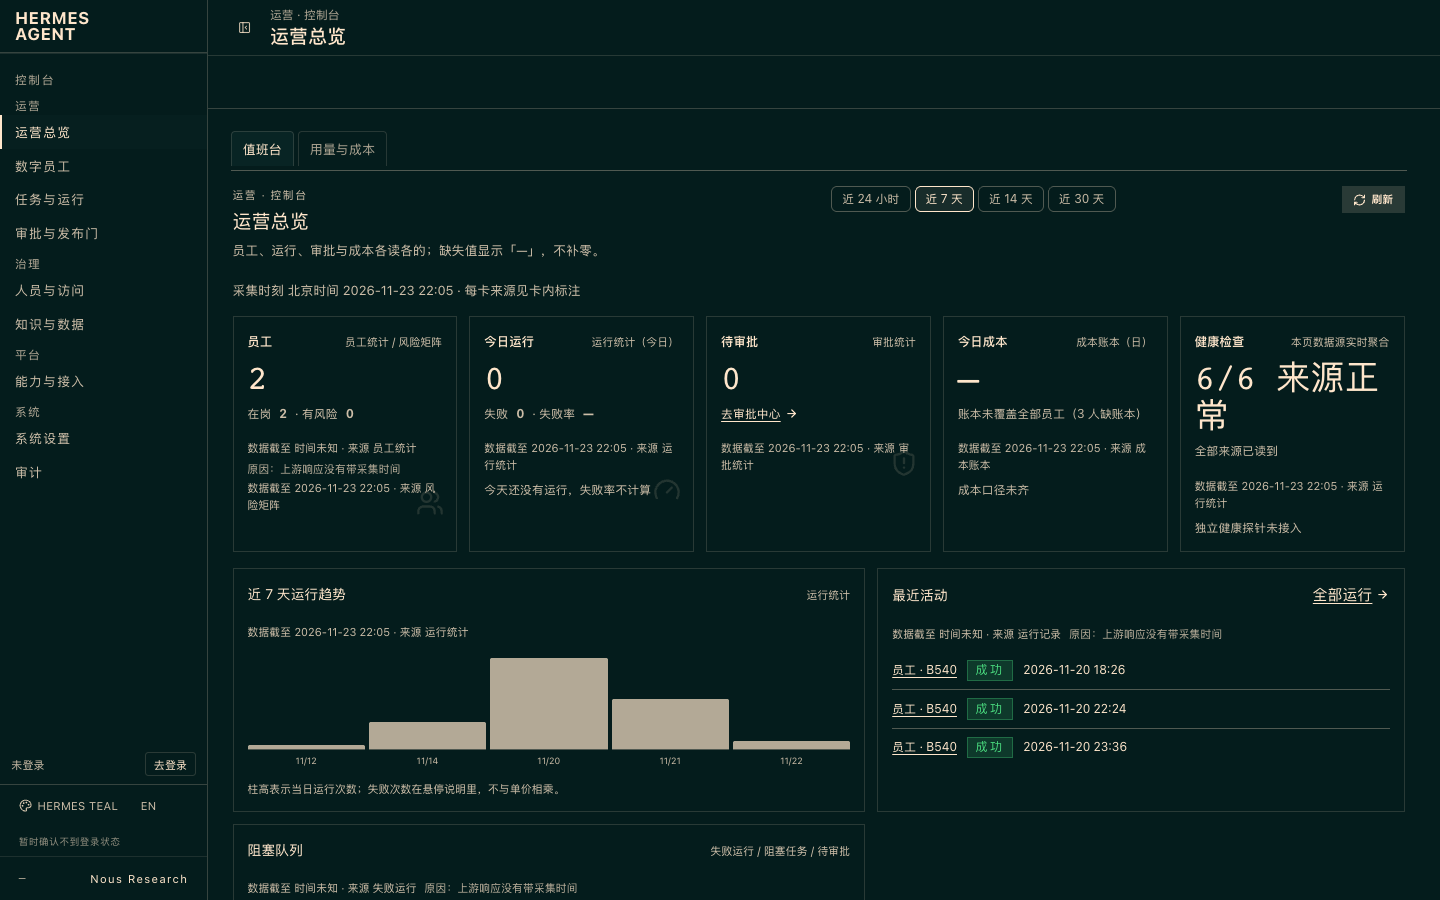 HERMES
AGENT
控制台
运营
运营总览
数字员工
任务与运行
审批与发布门
治理
人员与访问
知识与数据
平台
能力与接入
系统
系统设置
审计
未登录
去登录
HERMES TEAL
EN
暂时确认不到登录状态
—
Nous Research
运营 · 控制台
运营总览
值班台
用量与成本
运营 · 控制台
运营总览
员工、运行、审批与成本各读各的；缺失值显示「—」，不补零。
近 24 小时
近 7 天
近 14 天
近 30 天
刷新
采集时刻 北京时间 2026-11-23 22:05 · 每卡来源见卡内标注
员工
员工统计 / 风险矩阵
2
在岗 2 · 有风险 0
数据截至 时间未知 · 来源 员工统计
原因：上游响应没有带采集时间
数据截至 2026-11-23 22:05 · 来源 风
险矩阵
今日运行
运行统计（今日）
0
失败 0 · 失败率 —
数据截至 2026-11-23 22:05 · 来源 运
行统计
今天还没有运行，失败率不计算
待审批
审批统计
0
去审批中心 →
数据截至 2026-11-23 22:05 · 来源 审
批统计
今日成本
成本账本（日）
—
账本未覆盖全部员工（3 人缺账本）
数据截至 2026-11-23 22:05 · 来源 成
本账本
成本口径未齐
健康检查
本页数据源实时聚合
6/6 来源正
常
全部来源已读到
数据截至 2026-11-23 22:05 · 来源 运
行统计
独立健康探针未接入
近 7 天运行趋势
运行统计
数据截至 2026-11-23 22:05 · 来源 运行统计
11/12
11/14
11/20
11/21
11/22
柱高表示当日运行次数；失败次数在悬停说明里，不与单价相乘。
最近活动
全部运行 →
数据截至 时间未知 · 来源 运行记录 原因：上游响应没有带采集时间
员工 · B540 成功 2026-11-20 18:26
员工 · B540 成功 2026-11-20 22:24
员工 · B540 成功 2026-11-20 23:36
阻塞队列
失败运行 / 阻塞任务 / 待审批
数据截至 时间未知 · 来源 失败运行 原因：上游响应没有带采集时间